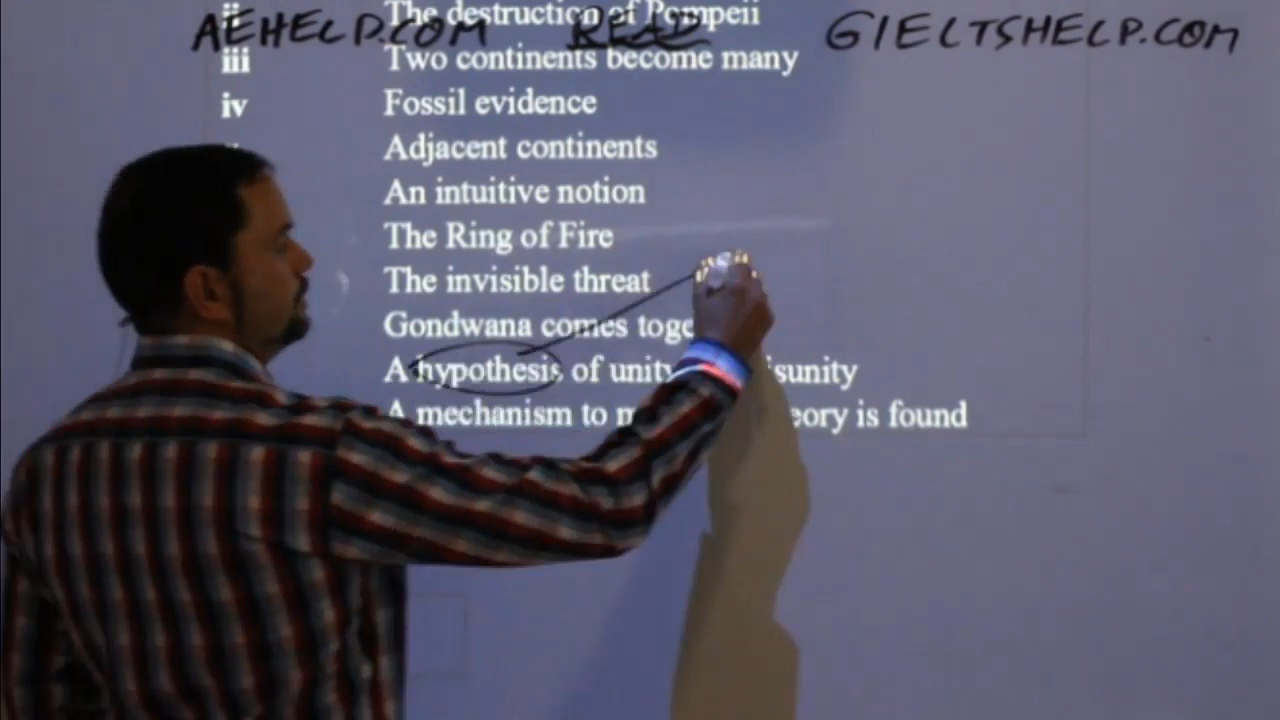 ii The destruction of Pompeii
AEHELP.COM READ GIELTSHELP.COM
iii Two continents become many
iv Fossil evidence
Adjacent continents
An intuitive notion
The Ring of Fire
The invisible threat
Gondwana comes toge
A hypothesis of unity sunity
A mechanism to m eory is found